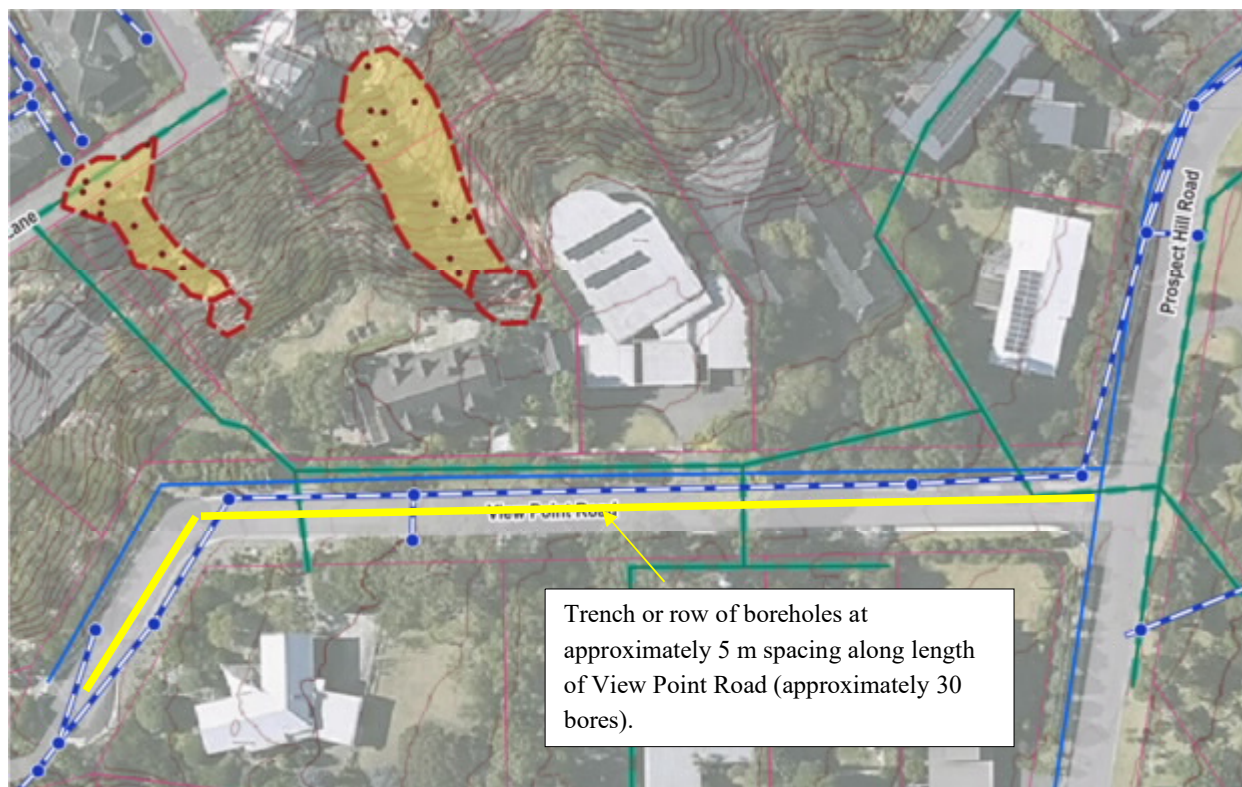 Lane
Prospect Hill Road
View Point Road
Trench or row of boreholes at
approximately 5 m spacing along length
of View Point Road (approximately 30
bores).